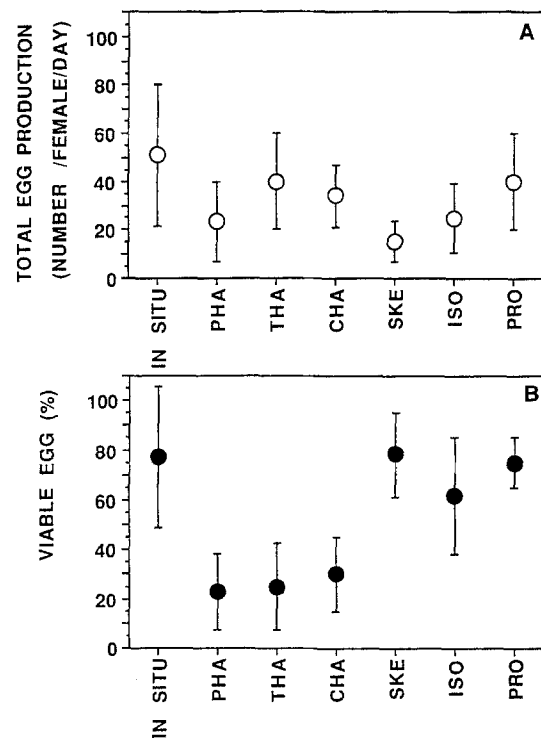 A
TOTAL EGG PRODUCTION
(NUMBER /FEMALE/DAY)
100
80
60
40
20
0
IN SITU
PHA
THA
CHA
SKE
ISO
PRO
B
VIABLE EGG (%)
100
80
60
40
20
0
IN SITU
PHA
THA
CHA
SKE
ISO
PRO